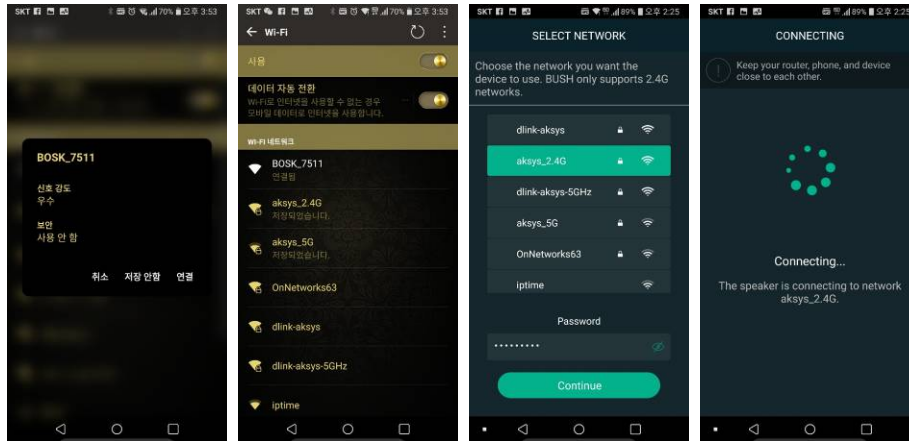 SKT 70% 오후 3:53
BOSK_7511
신호 강도
우수
보안
사용 안 함
취소 저장 안함 연결
SKT 70% 오후 3:53
Wi-Fi
사용
데이터 자동 전환
Wi-Fi로 인터넷을 사용할 수 없는 경우
모바일 데이터로 인터넷을 사용합니다.
Wi-Fi 네트워크
BOSK_7511
연결됨
aksys_2.4G
저장되었습니다.
aksys_5G
저장되었습니다.
OnNetworks63
dlink-aksys
dlink-aksys-5GHz
iptime
SKT 89% 오후 2:25
SELECT NETWORK
Choose the network you want the
device to use. BUSH only supports 2.4G
networks.
dlink-aksys
aksys_2.4G
dlink-aksys-5GHz
aksys_5G
OnNetworks63
iptime
Password
Continue
SKT 89% 오후 2:25
CONNECTING
Keep your router, phone, and device
close to each other.
Connecting...
The speaker is connecting to network
aksys_2.4G.